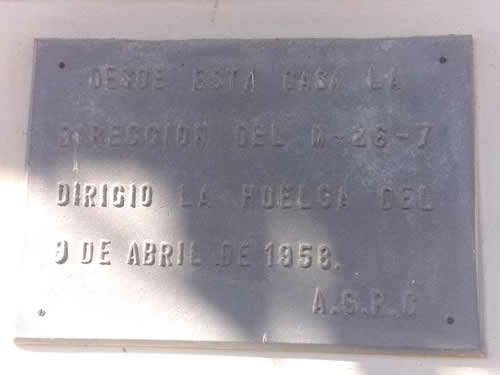 DESDE ESTA CASA LA
DIRECCION DEL M-26-7
DIRIGIO LA HUELGA DEL
9 DE ABRIL DE 1958.